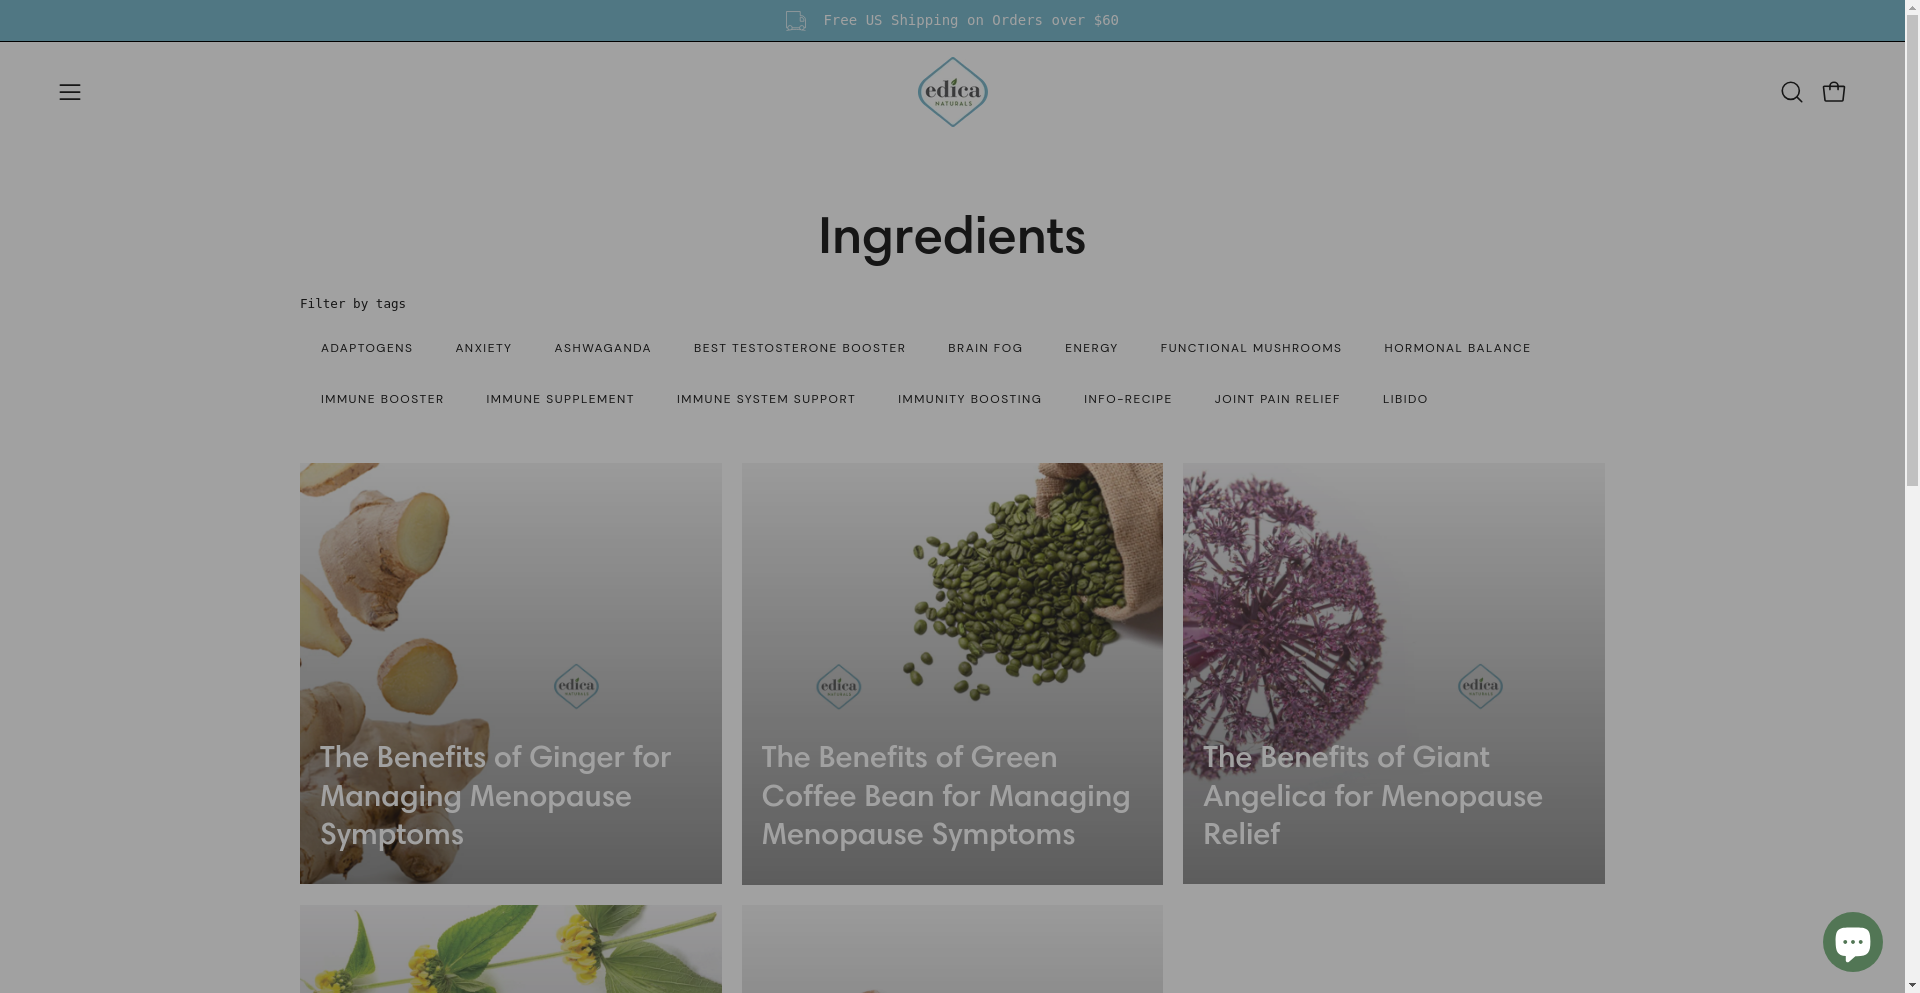 Free US Shipping on Orders over $60
edica
NATURALS
Ingredients
Filter by tags
ADAPTOGENS ANXIETY ASHWAGANDA BEST TESTOSTERONE BOOSTER BRAIN FOG ENERGY FUNCTIONAL MUSHROOMS HORMONAL BALANCE
IMMUNE BOOSTER IMMUNE SUPPLEMENT IMMUNE SYSTEM SUPPORT IMMUNITY BOOSTING INFO-RECIPE JOINT PAIN RELIEF LIBIDO
edica
NATURALS
The Benefits of Ginger for
Managing Menopause
Symptoms
edica
NATURALS
The Benefits of Green
Coffee Bean for Managing
Menopause Symptoms
edica
NATURALS
The Benefits of Giant
Angelica for Menopause
Relief